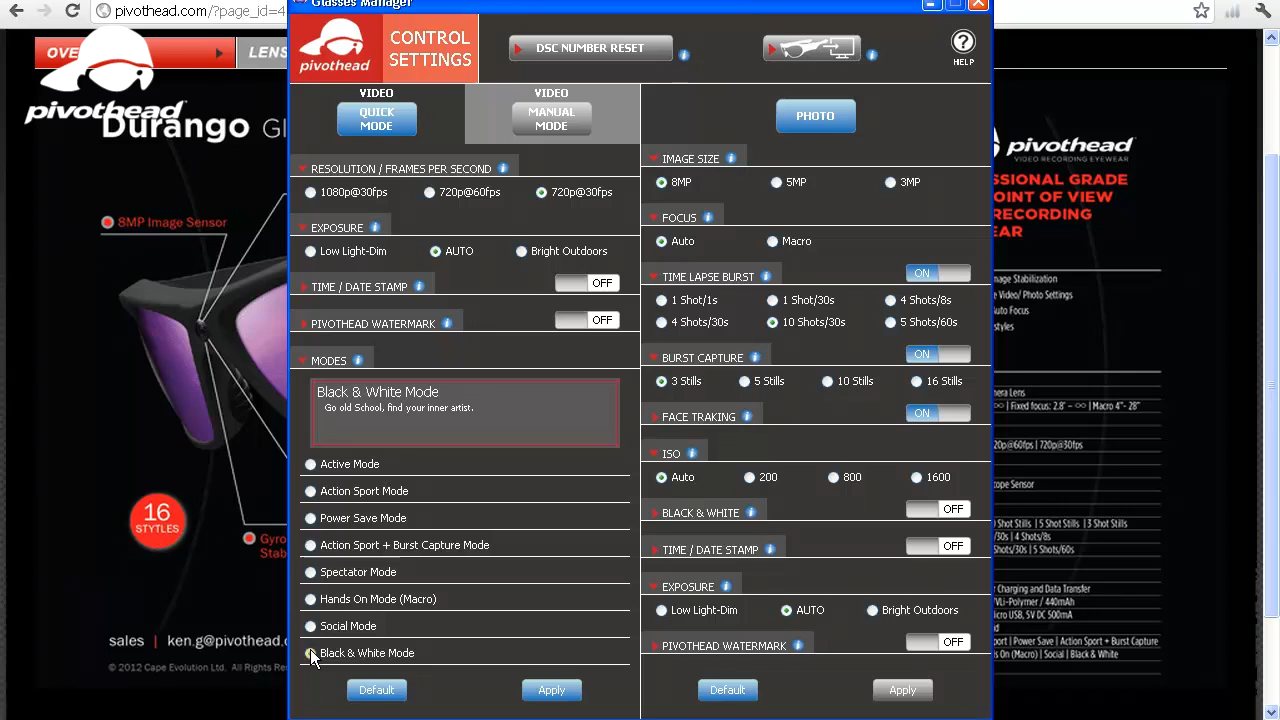 pivothead.com/?page_id=4
Glasses Manager
OVE
LENS
pivothead
Durango Gl
8MP Image Sensor
16
STYTLES
Gyro
Stab
sales | ken.g@pivothead.c
© 2012 Cape Evolution Ltd. All Rights Res
pivothead
CONTROL
SETTINGS
DSC NUMBER RESET
?
HELP
VIDEO
QUICK
MODE
VIDEO
MANUAL
MODE
RESOLUTION / FRAMES PER SECOND
1080p@30fps 720p@60fps 720p@30fps
EXPOSURE
Low Light-Dim AUTO Bright Outdoors
TIME / DATE STAMP OFF
PIVOTHEAD WATERMARK OFF
MODES
Black & White Mode
Go old School, find your inner artist.
Active Mode
Action Sport Mode
Power Save Mode
Action Sport + Burst Capture Mode
Spectator Mode
Hands On Mode (Macro)
Social Mode
Black & White Mode
Default Apply
PHOTO
IMAGE SIZE
8MP 5MP 3MP
FOCUS
Auto Macro
TIME LAPSE BURST ON
1 Shot/1s 1 Shot/30s 4 Shots/8s
4 Shots/30s 10 Shots/30s 5 Shots/60s
BURST CAPTURE ON
3 Stills 5 Stills 10 Stills 16 Stills
FACE TRAKING ON
ISO
Auto 200 800 1600
BLACK & WHITE OFF
TIME / DATE STAMP OFF
EXPOSURE
Low Light-Dim AUTO Bright Outdoors
PIVOTHEAD WATERMARK OFF
Default Apply
pivothead
VIDEO RECORDING EYEWEAR
SSIONAL GRADE
OINT OF VIEW
RECORDING
EAR
mage Stabilization
e Video/ Photo Settings
Auto Focus
styles
mera Lens
∞ | Fixed focus: 2.8" – ∞ | Macro 4"- 28"
720p@60fps | 720p@30fps
ope Sensor
0 Shot Stills | 5 Shot Stills | 3 Shot Stills
/30s | 4 Shots/8s
Shots/30s | 5 Shots/60s
r Charging and Data Transfer
VLi-Polymer / 440mAh
icro USB, 5V DC 500mA
d
port | Power Save | Action Sport + Burst Capture
s On (Macro) | Social | Black & White